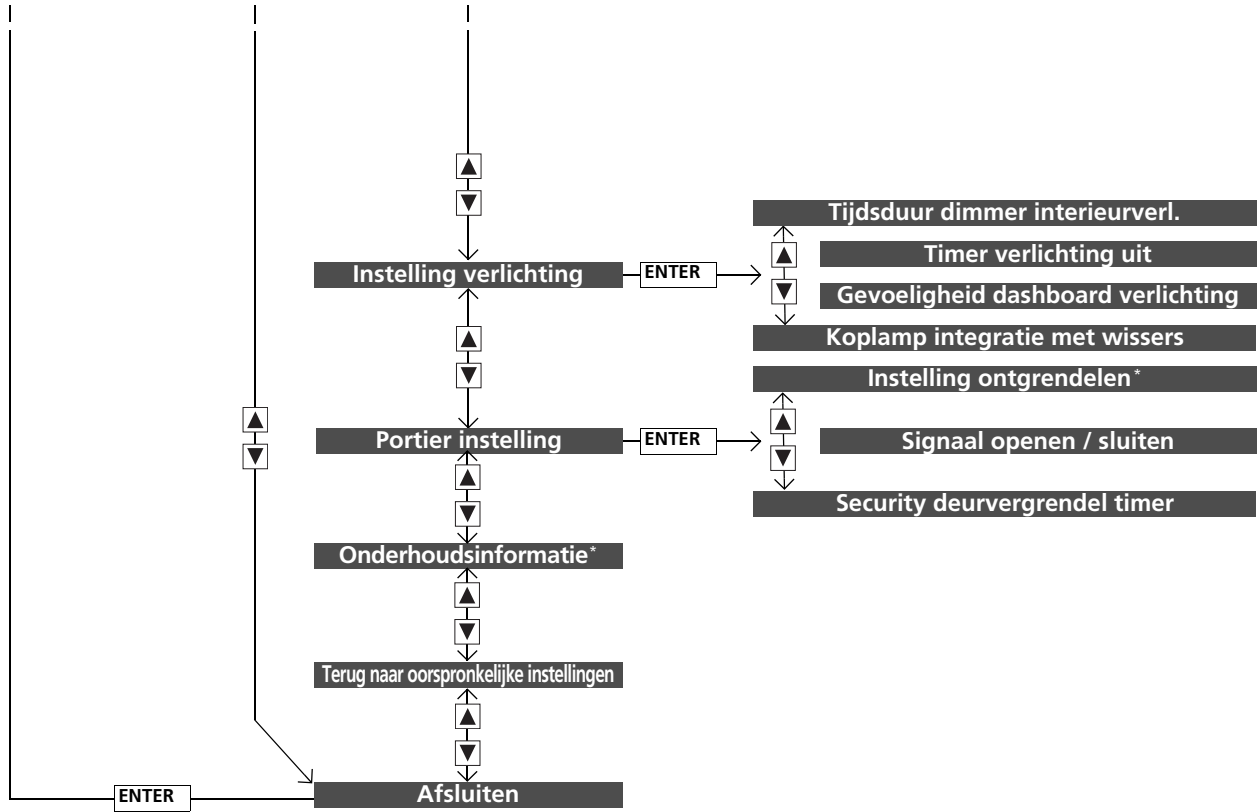 Tijdsduur dimmer interieurverl.
Timer verlichting uit
Instelling verlichting
ENTER
Gevoeligheid dashboard verlichting
Koplamp integratie met wissers
Instelling ontgrendelen*
Portier instelling
ENTER
Signaal openen / sluiten
Security deurvergrendel timer
Onderhoudsinformatie*
Terug naar oorspronkelijke instellingen
Afsluiten
ENTER